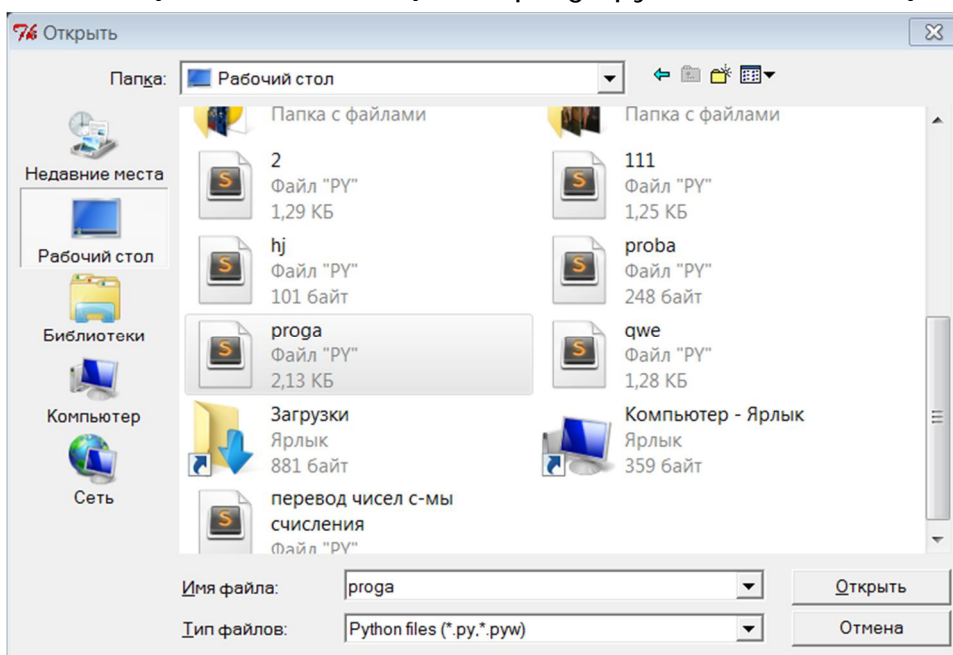 Открыть
Папка:
Рабочий стол
Недавние места
Рабочий стол
Библиотеки
Компьютер
Сеть
Папка с файлами
Папка с файлами
2
Файл "PY"
1,29 КБ
111
Файл "PY"
1,25 КБ
hj
Файл "PY"
101 байт
proba
Файл "PY"
248 байт
proga
Файл "PY"
2,13 КБ
qwe
Файл "PY"
1,28 КБ
Загрузки
Ярлык
881 байт
Компьютер - Ярлык
Ярлык
359 байт
перевод чисел с-мы
счисления
Файл "PY"
Имя файла:
proga
Открыть
Тип файлов:
Python files (*.py,*.pyw)
Отмена